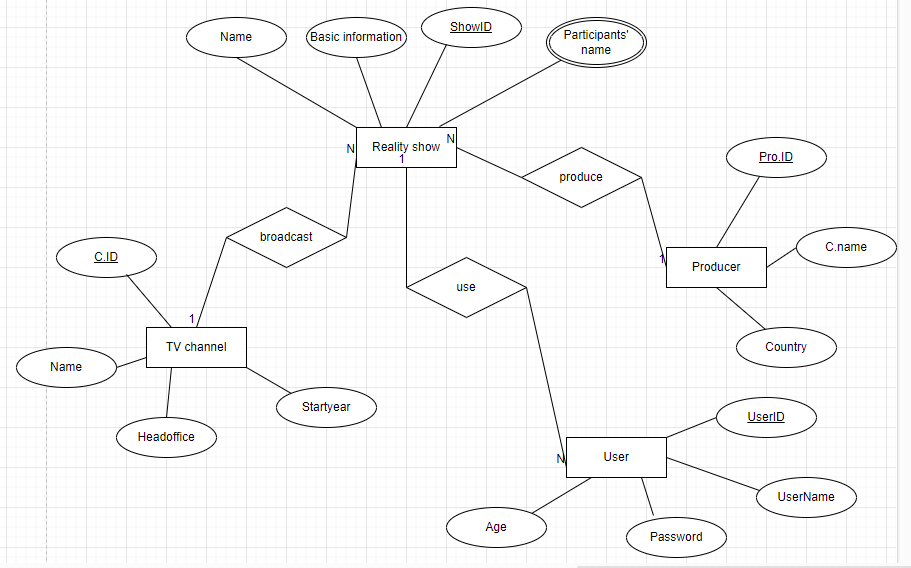 Name
Basic information
ShowID
Participants'
name
N
Reality show
N
1
produce
Pro.ID
C.name
1
Producer
Country
broadcast
C.ID
1
TV channel
Name
Headoffice
Startyear
use
N
User
UserID
UserName
Age
Password